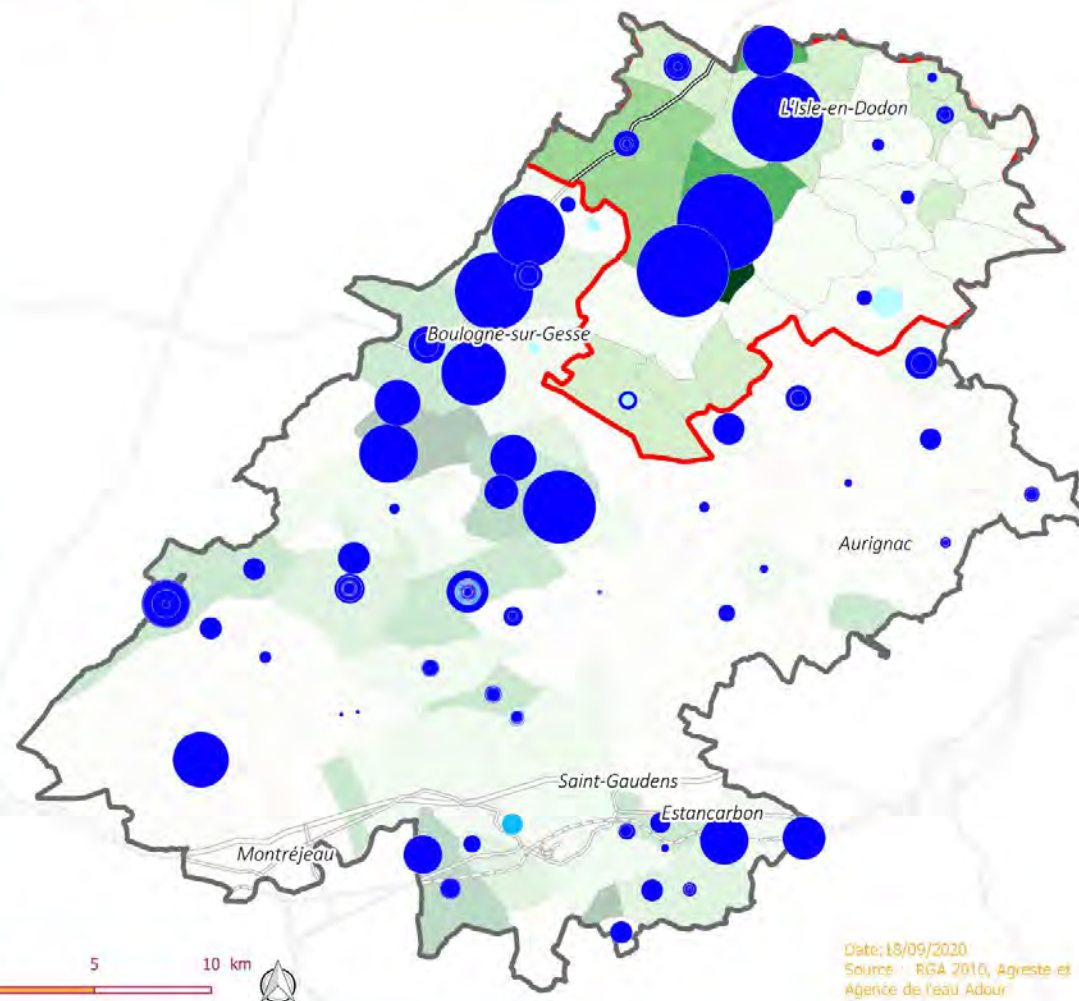 L'Isle-en-Dodon
Boulogne-sur-Gesse
Aurignac
Saint-Gaudens
Estancarbon
Montréjeau
5 10 km
Date: 18/09/2020
Source : RGA 2010, Agreste et
Agence de l'eau Adour